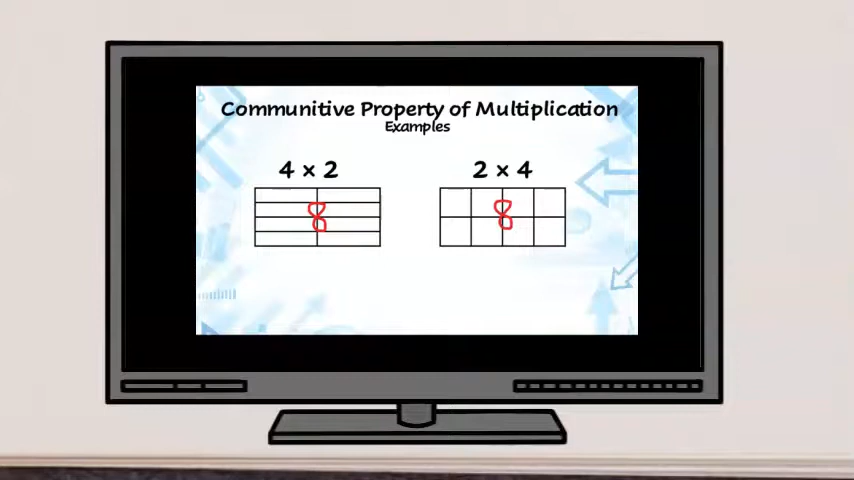 Communitive Property of Multiplication
Examples
4 x 2
2 x 4
8
8